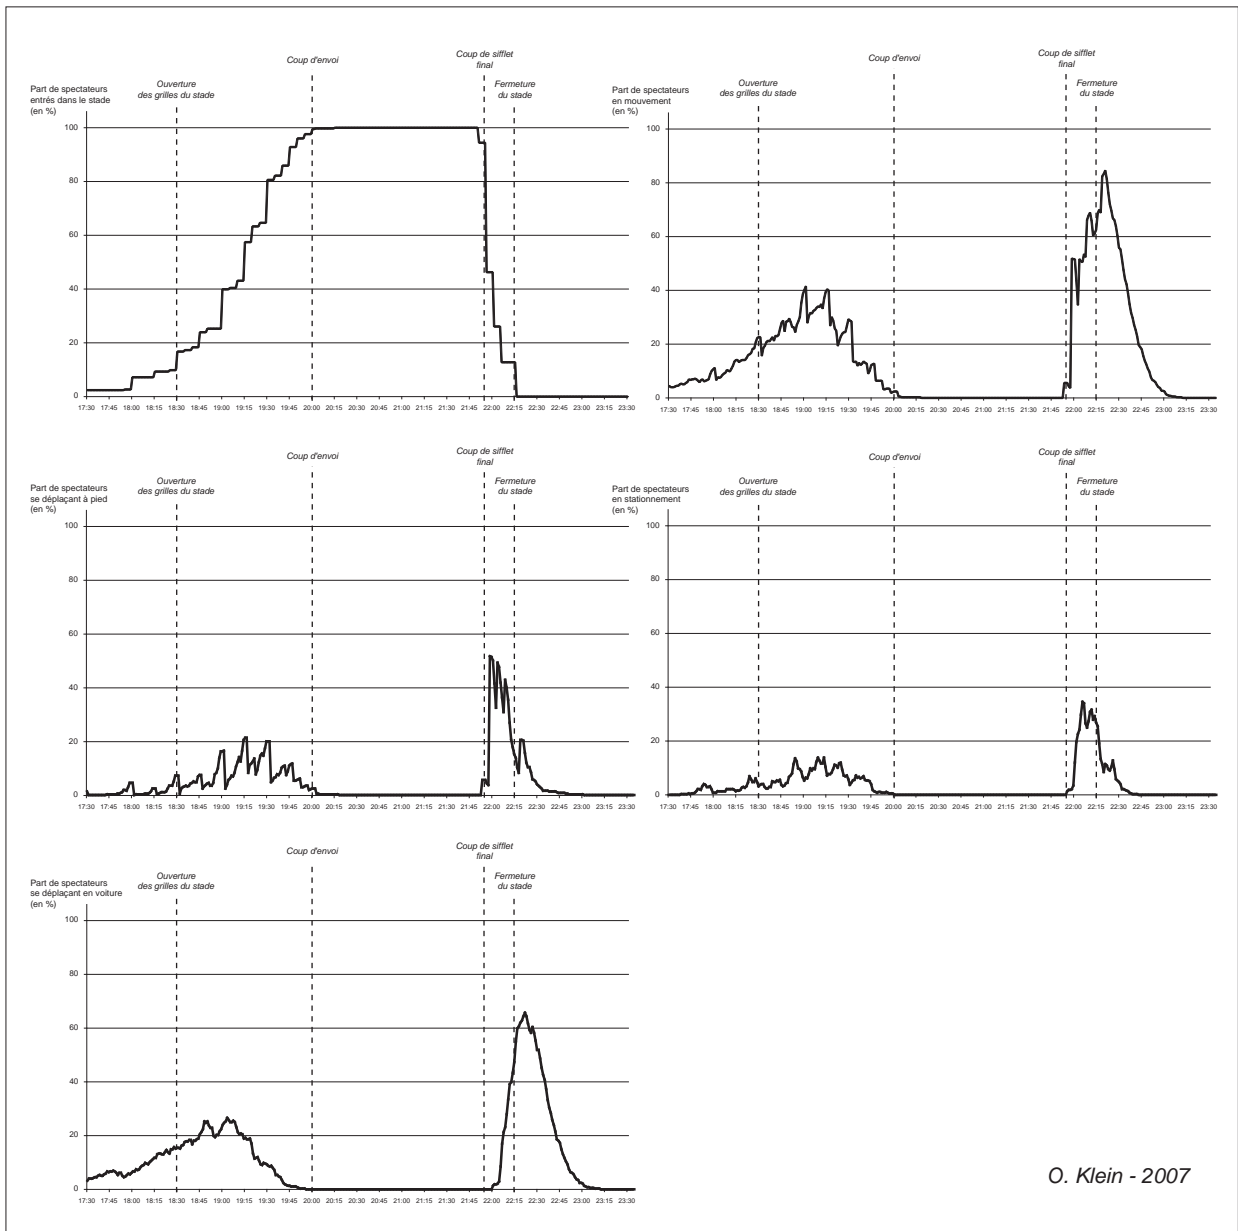 Coup d'envoi
Coup de sifflet
final
Ouverture
des grilles du stade
Fermeture
du stade
Part de spectateurs
entrés dans le stade
(en %)
100
80
60
40
20
0
17:30 17:45 18:00 18:15 18:30 18:45 19:00 19:15 19:30 19:45 20:00 20:15 20:30 20:45 21:00 21:15 21:30 21:45 22:00 22:15 22:30 22:45 23:00 23:15 23:30
Coup d'envoi
Coup de sifflet
final
Ouverture
des grilles du stade
Fermeture
du stade
Part de spectateurs
en mouvement
(en %)
100
80
60
40
20
0
17:30 17:45 18:00 18:15 18:30 18:45 19:00 19:15 19:30 19:45 20:00 20:15 20:30 20:45 21:00 21:15 21:30 21:45 22:00 22:15 22:30 22:45 23:00 23:15 23:30
Coup d'envoi
Coup de sifflet
final
Ouverture
des grilles du stade
Fermeture
du stade
Part de spectateurs
se déplaçant à pied
(en %)
100
80
60
40
20
0
17:30 17:45 18:00 18:15 18:30 18:45 19:00 19:15 19:30 19:45 20:00 20:15 20:30 20:45 21:00 21:15 21:30 21:45 22:00 22:15 22:30 22:45 23:00 23:15 23:30
Coup d'envoi
Coup de sifflet
final
Ouverture
des grilles du stade
Fermeture
du stade
Part de spectateurs
en stationnement
(en %)
100
80
60
40
20
0
17:30 17:45 18:00 18:15 18:30 18:45 19:00 19:15 19:30 19:45 20:00 20:15 20:30 20:45 21:00 21:15 21:30 21:45 22:00 22:15 22:30 22:45 23:00 23:15 23:30
Coup d'envoi
Coup de sifflet
final
Ouverture
des grilles du stade
Fermeture
du stade
Part de spectateurs
se déplaçant en voiture
(en %)
100
80
60
40
20
0
17:30 17:45 18:00 18:15 18:30 18:45 19:00 19:15 19:30 19:45 20:00 20:15 20:30 20:45 21:00 21:15 21:30 21:45 22:00 22:15 22:30 22:45 23:00 23:15 23:30
O. Klein - 2007